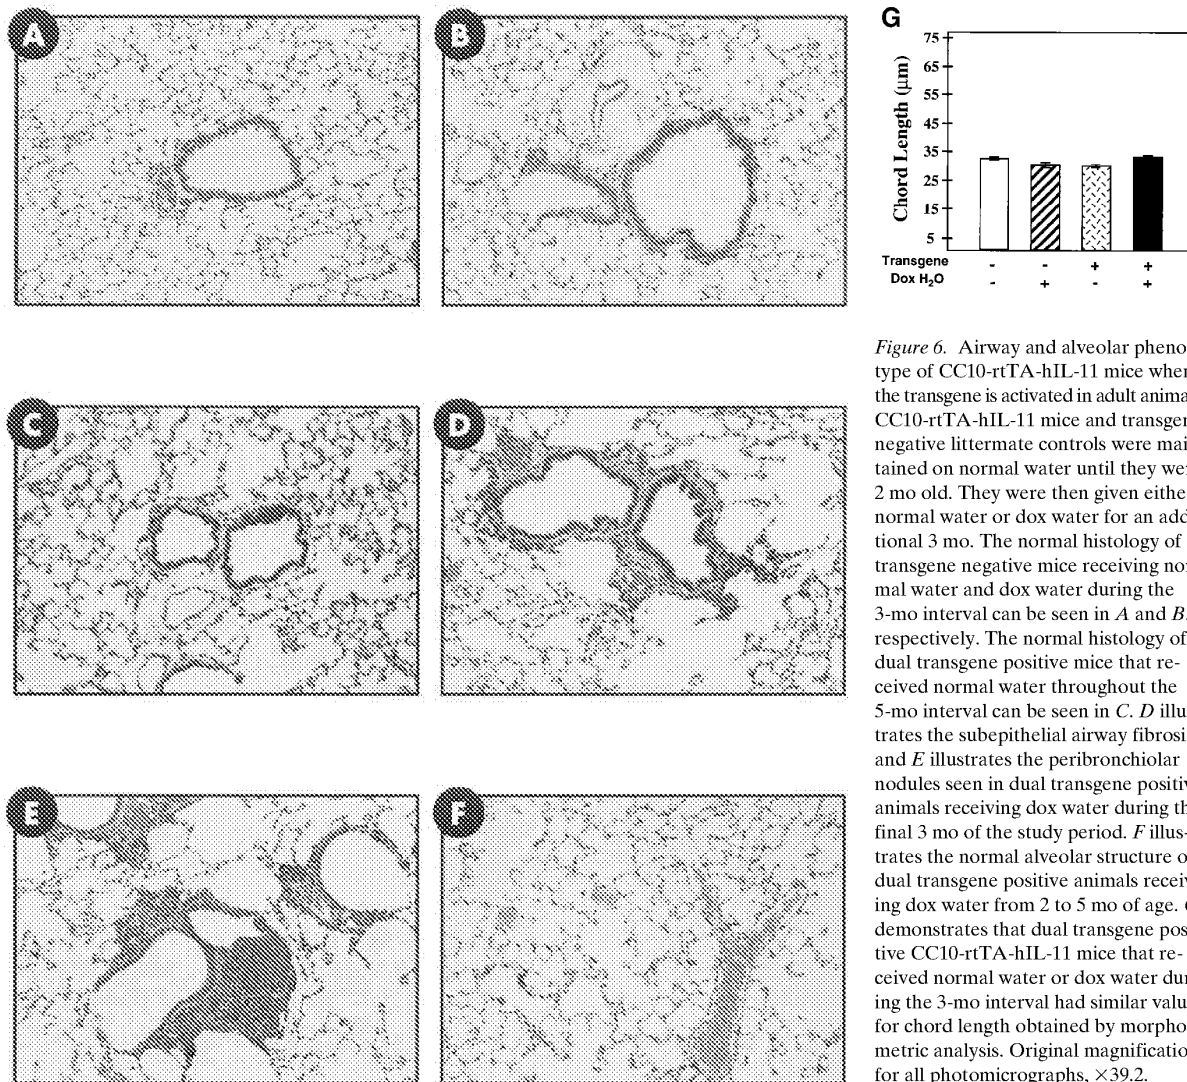 A
B
C
D
E
F
G
75
65
55
45
35
25
15
5
Chord Length (μm)
Transgene - - + +
Dox H₂O - + - +
Figure 6. Airway and alveolar pheno
type of CC10-rtTA-hIL-11 mice when
the transgene is activated in adult anima
CC10-rtTA-hIL-11 mice and transgen
negative littermate controls were mai
tained on normal water until they we
2 mo old. They were then given eithe
normal water or dox water for an add
tional 3 mo. The normal histology of
transgene negative mice receiving no
mal water and dox water during the
3-mo interval can be seen in A and B.
respectively. The normal histology of
dual transgene positive mice that re-
ceived normal water throughout the
5-mo interval can be seen in C. D illu
trates the subepithelial airway fibrosi
and E illustrates the peribronchiolar
nodules seen in dual transgene positiv
animals receiving dox water during th
final 3 mo of the study period. F illus-
trates the normal alveolar structure o
dual transgene positive animals receiv
ing dox water from 2 to 5 mo of age.
demonstrates that dual transgene pos
tive CC10-rtTA-hIL-11 mice that re-
ceived normal water or dox water dur
ing the 3-mo interval had similar valu
for chord length obtained by morpho
metric analysis. Original magnificatio
for all photomicrographs, ×39.2.